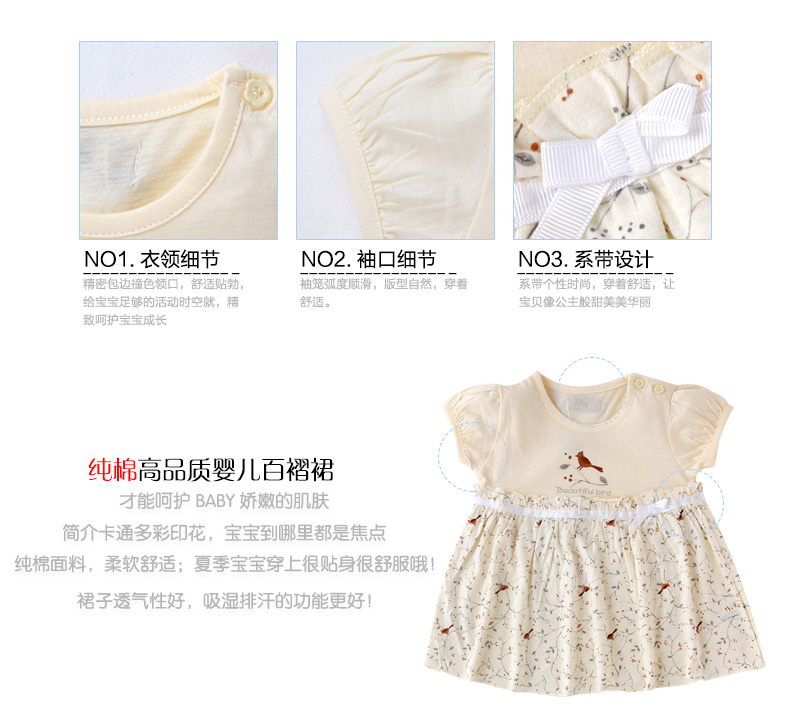 NO1. 衣领细节
精密包边撞色领口，舒适贴勃，
给宝宝足够的活动时空就，精
致呵护宝宝成长
NO2. 袖口细节
袖笼弧度顺滑，版型自然，穿着
舒适。
NO3. 系带设计
系带个性时尚，穿着舒适，让
宝贝像公主般甜美美华丽
纯棉高品质婴儿百褶裙
才能呵护 BABY 娇嫩的肌肤
简介卡通多彩印花，宝宝到哪里都是焦点
纯棉面料，柔软舒适；夏季宝宝穿上很贴身很舒服哦！
裙子透气性好，吸湿排汗的功能更好！
Beautiful bird